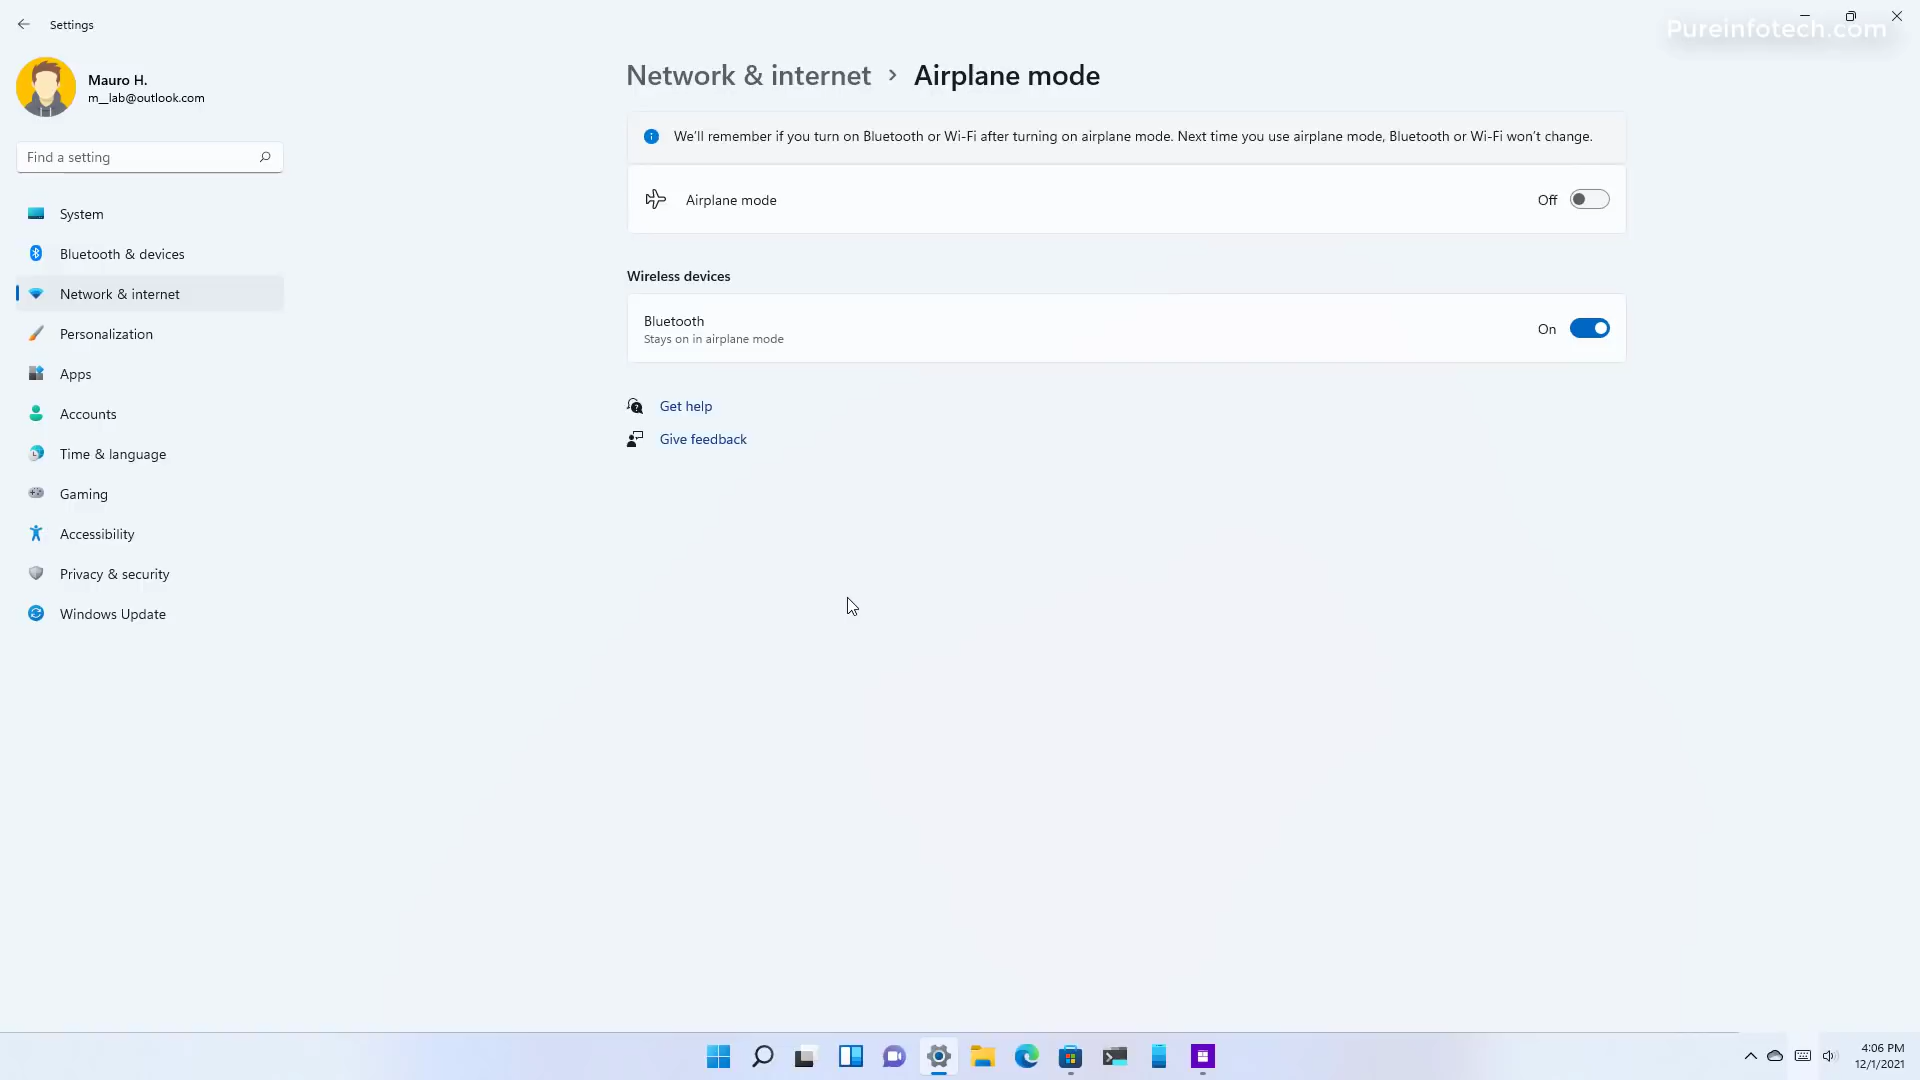 Settings
Pureinfotech.com
Mauro H.
m__lab@outlook.com
Find a setting
System
Bluetooth & devices
Network & internet
Personalization
Apps
Accounts
Time & language
Gaming
Accessibility
Privacy & security
Windows Update
Network & internet > Airplane mode
We'll remember if you turn on Bluetooth or Wi-Fi after turning on airplane mode. Next time you use airplane mode, Bluetooth or Wi-Fi won't change.
Airplane mode Off
Wireless devices
Bluetooth On
Stays on in airplane mode
Get help
Give feedback
4:06 PM
12/1/2021